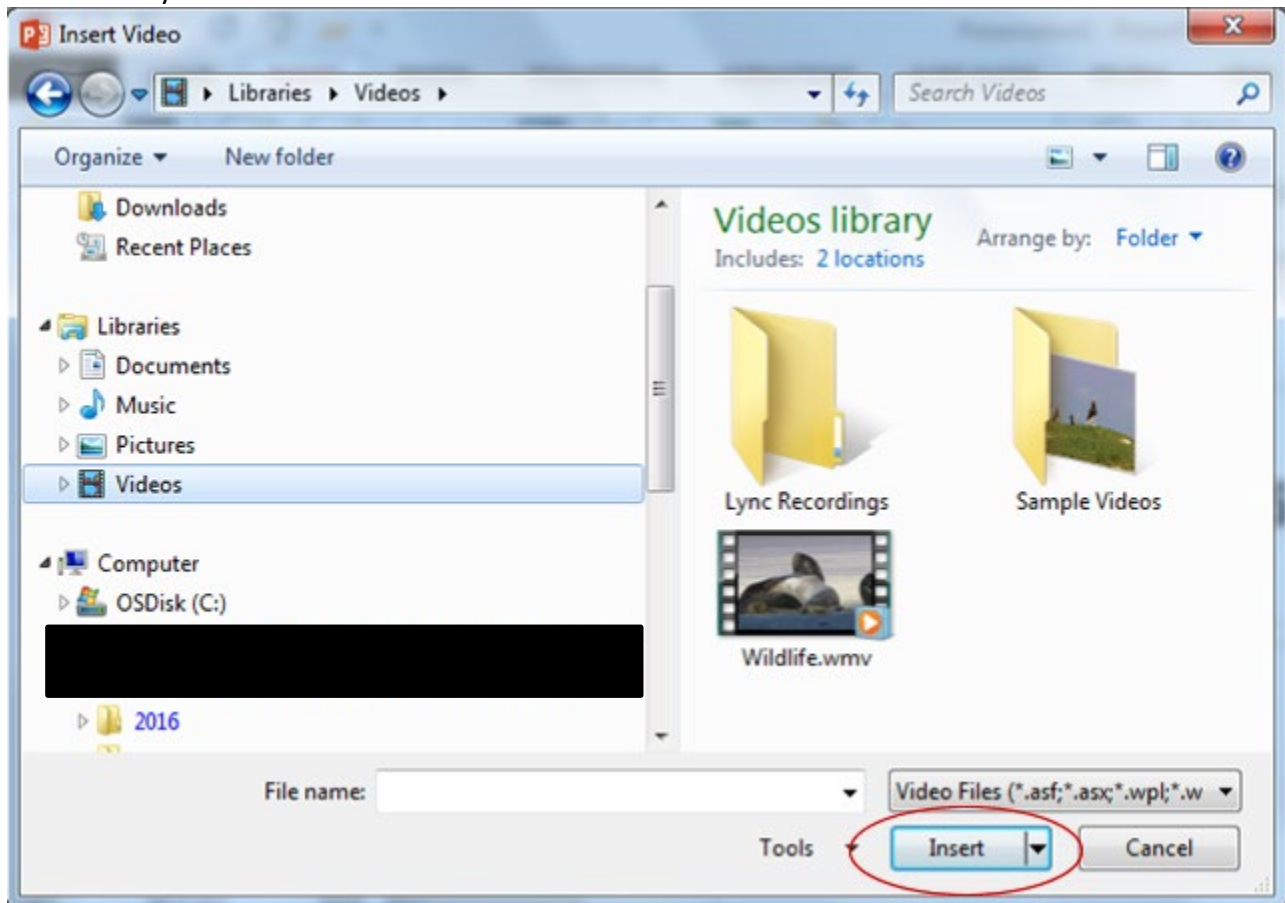 Insert Video
Libraries Videos
Search Videos
Organize New folder
Downloads
Recent Places
Libraries
Documents
Music
Pictures
Videos
Computer
OSDisk (C:)
2016
Videos library
Includes: 2 locations
Arrange by: Folder
Lync Recordings
Sample Videos
Wildlife.wmv
File name:
Video Files (*.asf;*.asx;*.wpl;*.w
Tools
Insert
Cancel